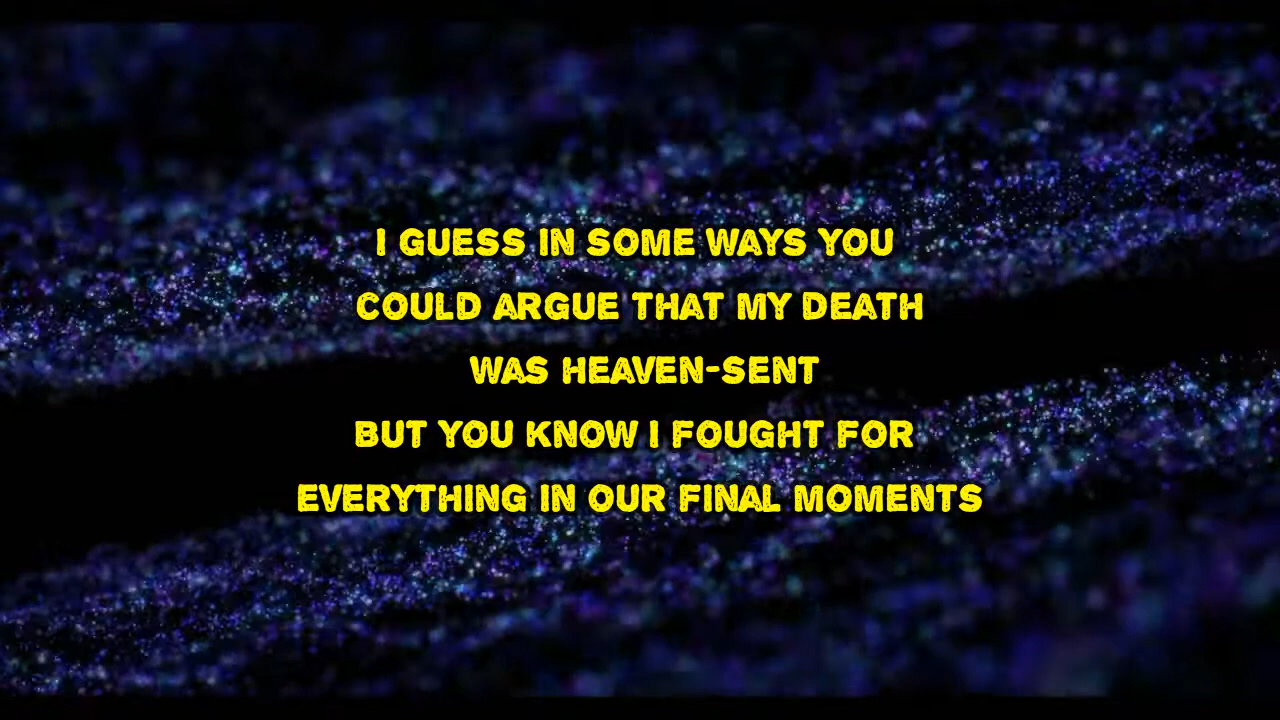 I GUESS IN SOME WAYS YOU
COULD ARGUE THAT MY DEATH
WAS HEAVEN-SENT
BUT YOU KNOW I FOUGHT FOR
EVERYTHING IN OUR FINAL MOMENTS